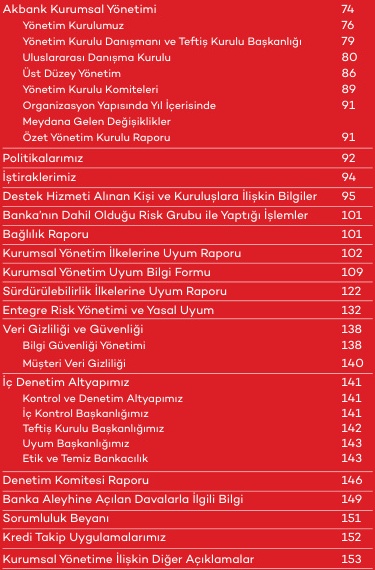 Akbank Kurumsal Yönetimi 74
Yönetim Kurulumuz 76
Yönetim Kurulu Danışmanı ve Teftiş Kurulu Başkanlığı 79
Uluslararası Danışma Kurulu 80
Üst Düzey Yönetim 86
Yönetim Kurulu Komiteleri 89
Organizasyon Yapısında Yıl İçerisinde 91
Meydana Gelen Değişiklikler
Özet Yönetim Kurulu Raporu 91
Politikalarımız 92
İştiraklerimiz 94
Destek Hizmeti Alınan Kişi ve Kuruluşlara İlişkin Bilgiler 95
Banka’nın Dahil Olduğu Risk Grubu ile Yaptığı İşlemler 101
Bağlılık Raporu 101
Kurumsal Yönetim İlkelerine Uyum Raporu 102
Kurumsal Yönetim Uyum Bilgi Formu 109
Sürdürülebilirlik İlkelerine Uyum Raporu 122
Entegre Risk Yönetimi ve Yasal Uyum 132
Veri Gizliliği ve Güvenliği 138
Bilgi Güvenliği Yönetimi 138
Müşteri Veri Gizliliği 140
İç Denetim Altyapımız 141
Kontrol ve Denetim Altyapımız 141
İç Kontrol Başkanlığımız 141
Teftiş Kurulu Başkanlığımız 142
Uyum Başkanlığımız 143
Etik ve Temiz Bankacılık 143
Denetim Komitesi Raporu 146
Banka Aleyhine Açılan Davalarla İlgili Bilgi 149
Sorumluluk Beyanı 151
Kredi Takip Uygulamalarımız 152
Kurumsal Yönetime İlişkin Diğer Açıklamalar 153